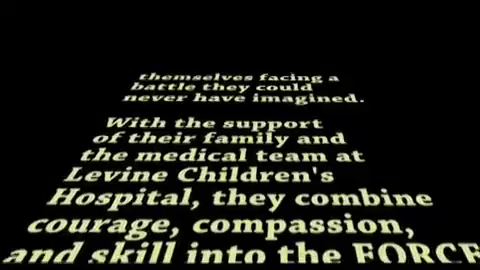 themselves facing a
battle they could
never have imagined.
With the support
of their family and
the medical team at
Levine Children's
Hospital, they combine
courage, compassion,
and skill into the FORCE